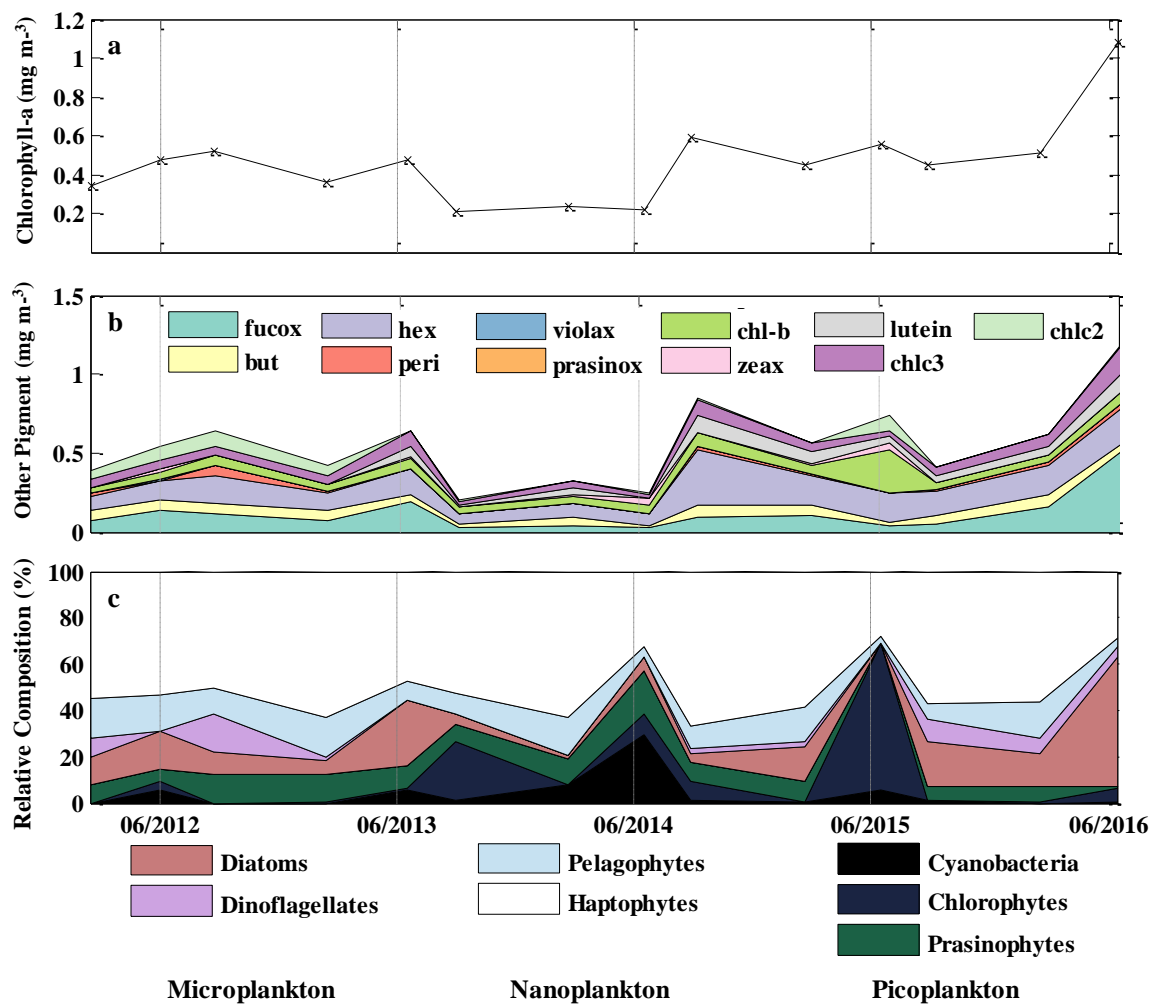 Chlorophyll-a (mg m-3)
a
1.2
1
0.8
0.6
0.4
0.2
Other Pigment (mg m-3)
b
1.5
1
0.5
0
fucox hex violax chl-b lutein chlc2
but peri prasinox zeax chlc3
Relative Composition (%)
c
100
80
60
40
20
0
06/2012 06/2013 06/2014 06/2015 06/2016
Diatoms Pelagophytes Cyanobacteria
Dinoflagellates Haptophytes Chlorophytes
Prasinophytes
Microplankton Nanoplankton Picoplankton